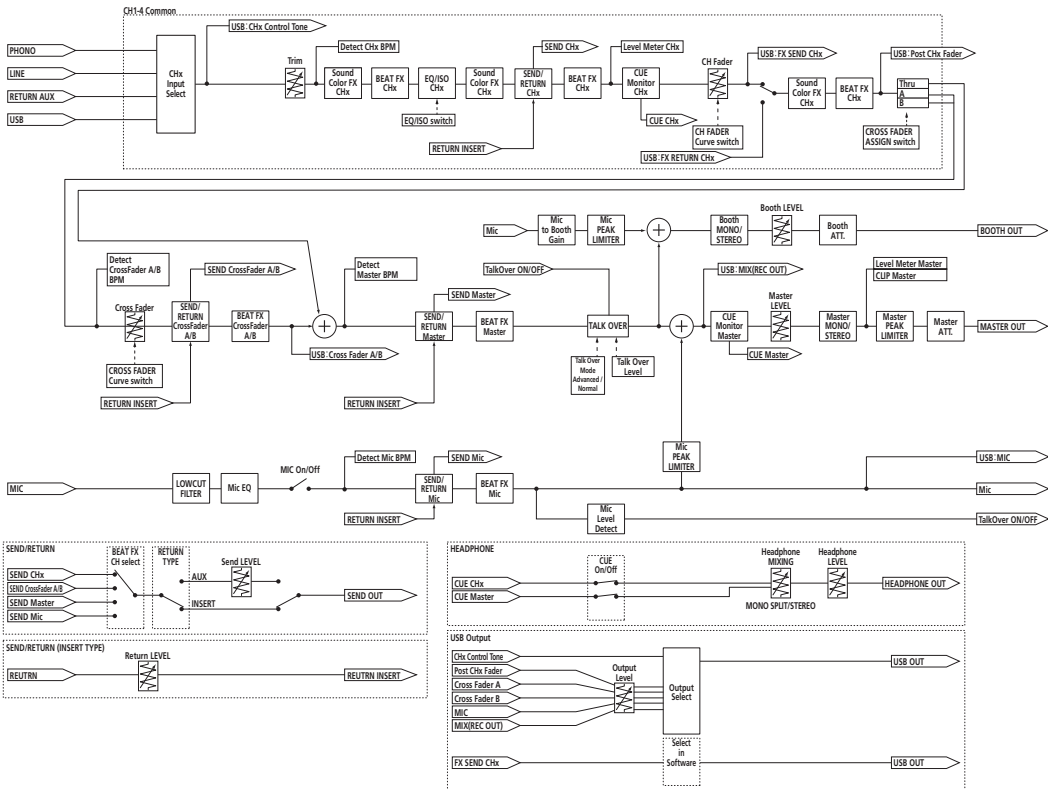 CH1-4 Common
USB: CHx Control Tone
PHONO
LINE
RETURN AUX
USB
CHx
Input
Select
Trim
Detect CHx BPM
Sound
Color FX
CHx
BEAT FX
CHx
EQ/ISO
CHx
EQ/ISO switch
Sound
Color FX
CHx
SEND CHx
SEND/
RETURN
CHx
RETURN INSERT
BEAT FX
CHx
Level Meter CHx
CUE
Monitor
CHx
CUE CHx
CH Fader
CH FADER
Curve switch
USB: FX SEND CHx
USB: FX RETURN CHx
Sound
Color FX
CHx
BEAT FX
CHx
USB: Post CHx Fader
Thru
A
B
CROSS FADER
ASSIGN switch
Mic
Mic
to Booth
Gain
Mic
PEAK
LIMITER
Booth
MONO/
STEREO
Booth LEVEL
Booth
ATT.
BOOTH OUT
Detect
CrossFader A/B
BPM
Cross Fader
CROSS FADER
Curve switch
SEND CrossFader A/B
SEND/
RETURN
CrossFader
A/B
RETURN INSERT
BEAT FX
CrossFader
A/B
USB: Cross Fader A/B
Detect
Master BPM
SEND Master
SEND/
RETURN
Master
RETURN INSERT
BEAT FX
Master
TalkOver ON/OFF
TALK OVER
Talk Over
Mode
Advanced /
Normal
Talk Over
Level
USB: MIX(REC OUT)
CUE
Monitor
Master
CUE Master
Master
LEVEL
Master
MONO/
STEREO
Level Meter Master
CLIP Master
Master
PEAK
LIMITER
Master
ATT.
MASTER OUT
Mic
PEAK
LIMITER
MIC
LOWCUT
FILTER
Mic EQ
MIC On/Off
Detect Mic BPM
SEND Mic
SEND/
RETURN
Mic
RETURN INSERT
BEAT FX
Mic
Mic
Level
Detect
USB: MIC
Mic
TalkOver ON/OFF
SEND/RETURN
BEAT FX
CH select
RETURN
TYPE
Send LEVEL
SEND CHx
SEND CrossFader A/B
SEND Master
SEND Mic
AUX
INSERT
SEND OUT
SEND/RETURN (INSERT TYPE)
Return LEVEL
REUTRN
REUTRN INSERT
HEADPHONE
CUE
On/Off
CUE CHx
CUE Master
Headphone
MIXING
MONO SPLIT/STEREO
Headphone
LEVEL
HEADPHONE OUT
USB Output
CHx Control Tone
Post CHx Fader
Cross Fader A
Cross Fader B
MIC
MIX(REC OUT)
Output
Level
Output
Select
USB OUT
FX SEND CHx
Select
in
Software
USB OUT